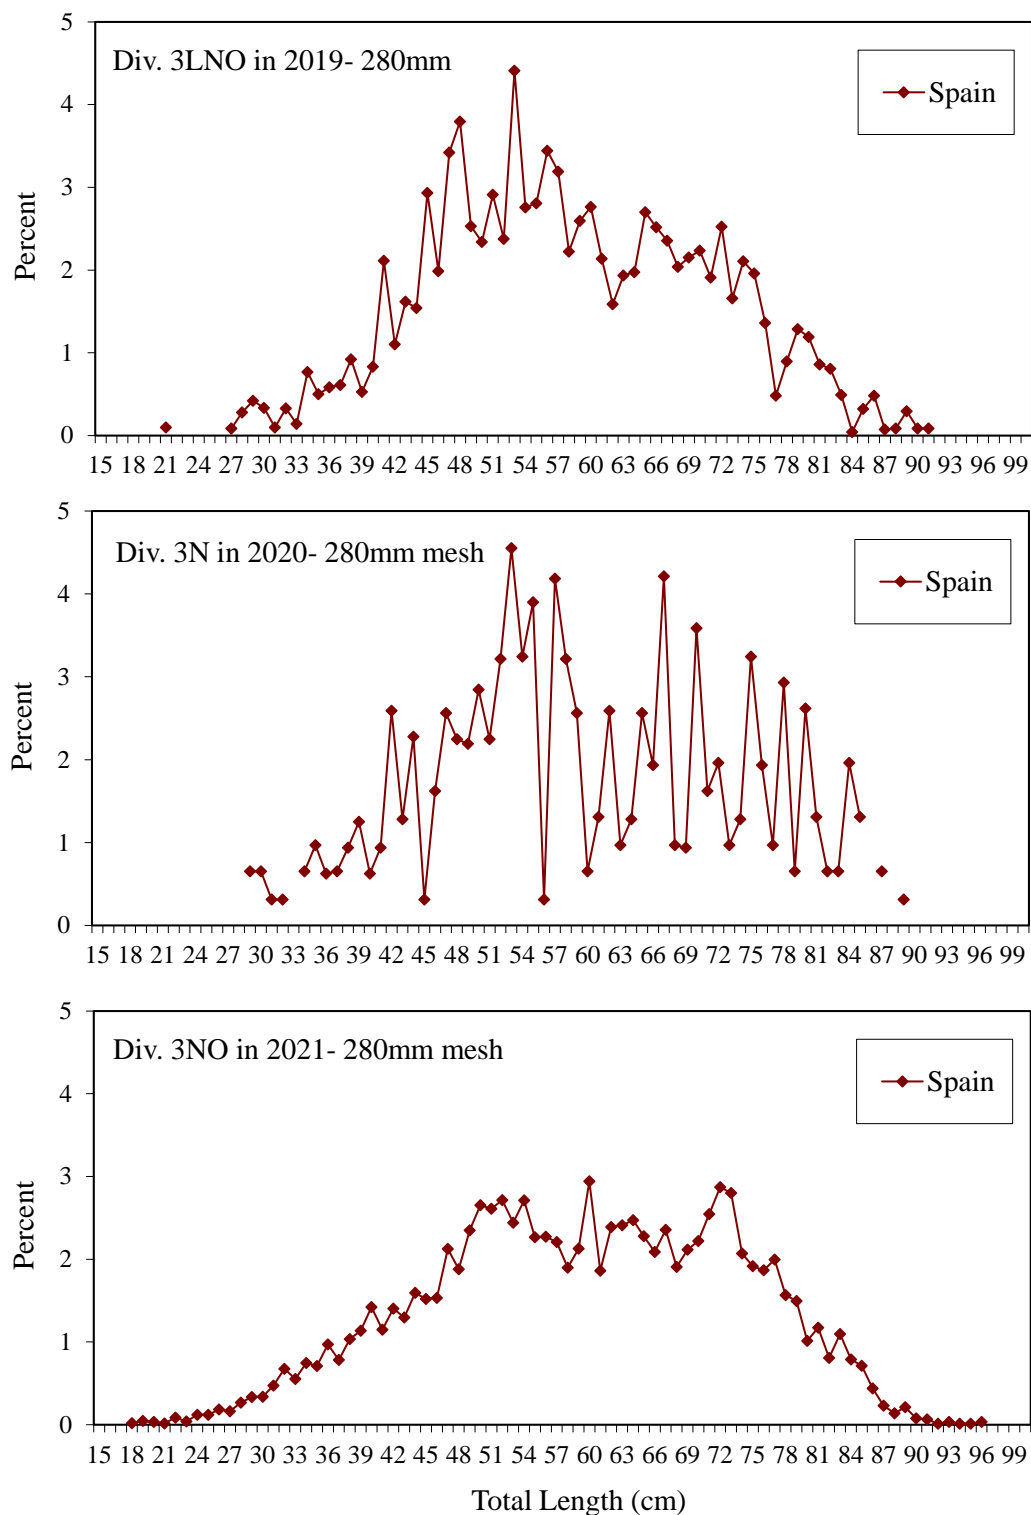 5
Div. 3LNO in 2019- 280mm
Spain
4
3
Percent
2
1
0
15 18 21 24 27 30 33 36 39 42 45 48 51 54 57 60 63 66 69 72 75 78 81 84 87 90 93 96 99
5
Div. 3N in 2020- 280mm mesh
Spain
4
3
Percent
2
1
0
15 18 21 24 27 30 33 36 39 42 45 48 51 54 57 60 63 66 69 72 75 78 81 84 87 90 93 96 99
5
Div. 3NO in 2021- 280mm mesh
Spain
4
3
Percent
2
1
0
15 18 21 24 27 30 33 36 39 42 45 48 51 54 57 60 63 66 69 72 75 78 81 84 87 90 93 96 99
Total Length (cm)